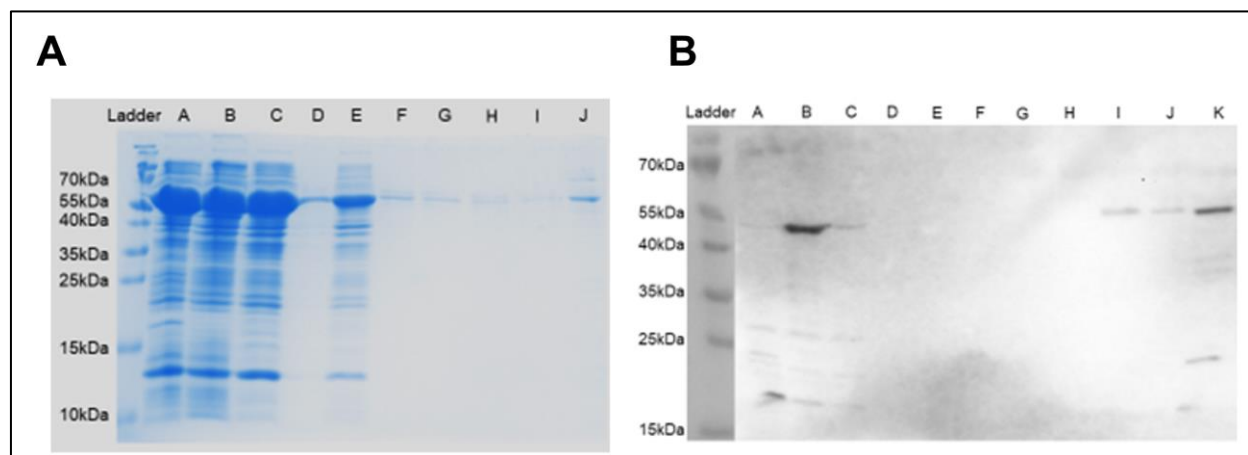 A
Ladder A B C D E F G H I J
70kDa
55kDa
40kDa
35kDa
25kDa
15kDa
10kDa
B
Ladder A B C D E F G H I J K
70kDa
55kDa
40kDa
35kDa
25kDa
15kDa